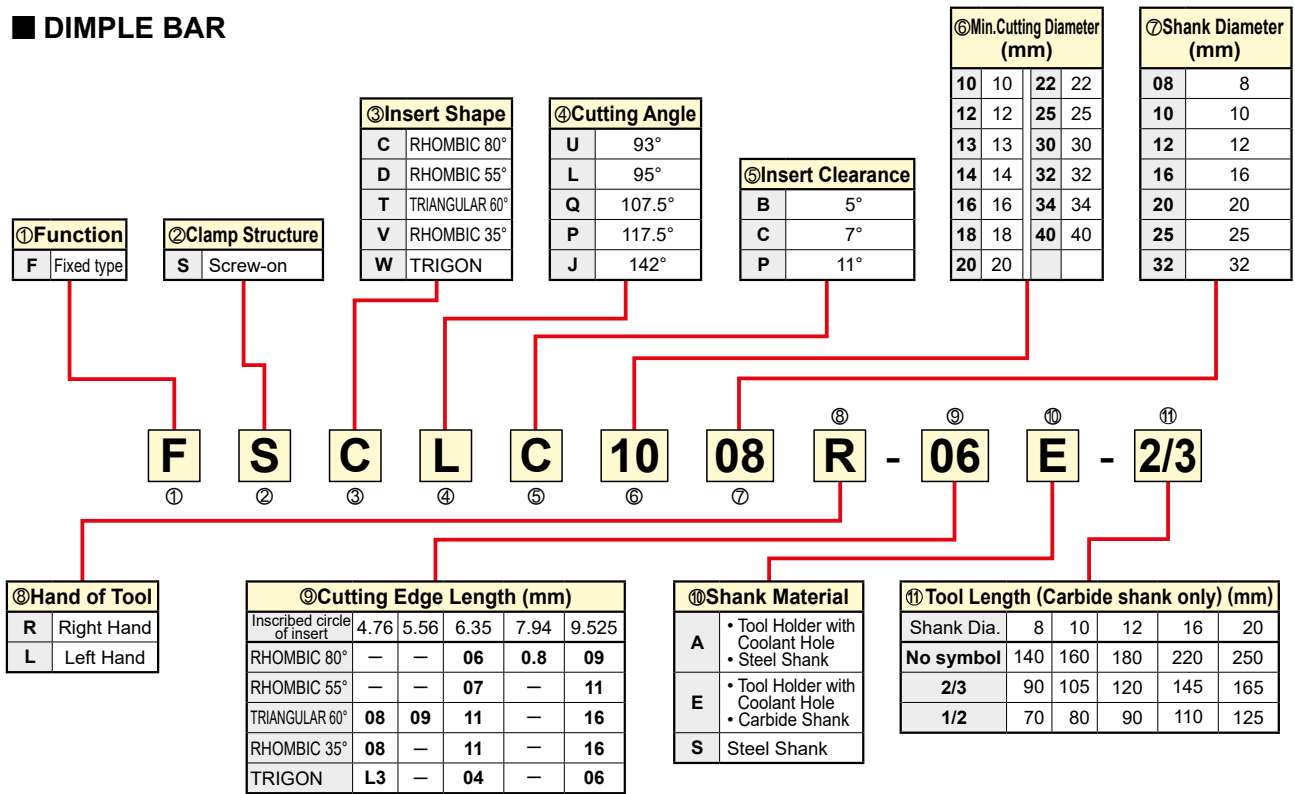 ■ DIMPLE BAR
①Function
F Fixed type
②Clamp Structure
S Screw-on
③Insert Shape
C RHOMBIC 80°
D RHOMBIC 55°
T TRIANGULAR 60°
V RHOMBIC 35°
W TRIGON
④Cutting Angle
U 93°
L 95°
Q 107.5°
P 117.5°
J 142°
⑤Insert Clearance
B 5°
C 7°
P 11°
⑥Min.Cutting Diameter
(mm)
10 10 22 22
12 12 25 25
13 13 30 30
14 14 32 32
16 16 34 34
18 18 40 40
20 20
⑦Shank Diameter
(mm)
08 8
10 10
12 12
16 16
20 20
25 25
32 32
⑧ ⑨ ⑩ ⑪
F S C L C 10 08 R - 06 E - 2/3
① ② ③ ④ ⑤ ⑥ ⑦
⑧Hand of Tool
R Right Hand
L Left Hand
⑨Cutting Edge Length (mm)
Inscribed circle
of insert 4.76 5.56 6.35 7.94 9.525
RHOMBIC 80° — — 06 0.8 09
RHOMBIC 55° — — 07 — 11
TRIANGULAR 60° 08 09 11 — 16
RHOMBIC 35° 08 — 11 — 16
TRIGON L3 — 04 — 06
⑩Shank Material
A • Tool Holder with
Coolant Hole
• Steel Shank
E • Tool Holder with
Coolant Hole
• Carbide Shank
S Steel Shank
⑪Tool Length (Carbide shank only) (mm)
Shank Dia. 8 10 12 16 20
No symbol 140 160 180 220 250
2/3 90 105 120 145 165
1/2 70 80 90 110 125